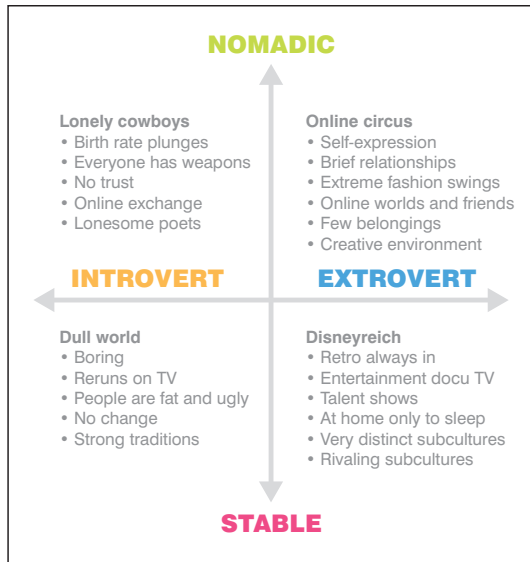 NOMADIC
Lonely cowboys
• Birth rate plunges
• Everyone has weapons
• No trust
• Online exchange
• Lonesome poets
Online circus
• Self-expression
• Brief relationships
• Extreme fashion swings
• Online worlds and friends
• Few belongings
• Creative environment
INTROVERT
EXTROVERT
Dull world
• Boring
• Reruns on TV
• People are fat and ugly
• No change
• Strong traditions
Disneyreich
• Retro always in
• Entertainment docu TV
• Talent shows
• At home only to sleep
• Very distinct subcultures
• Rivaling subcultures
STABLE